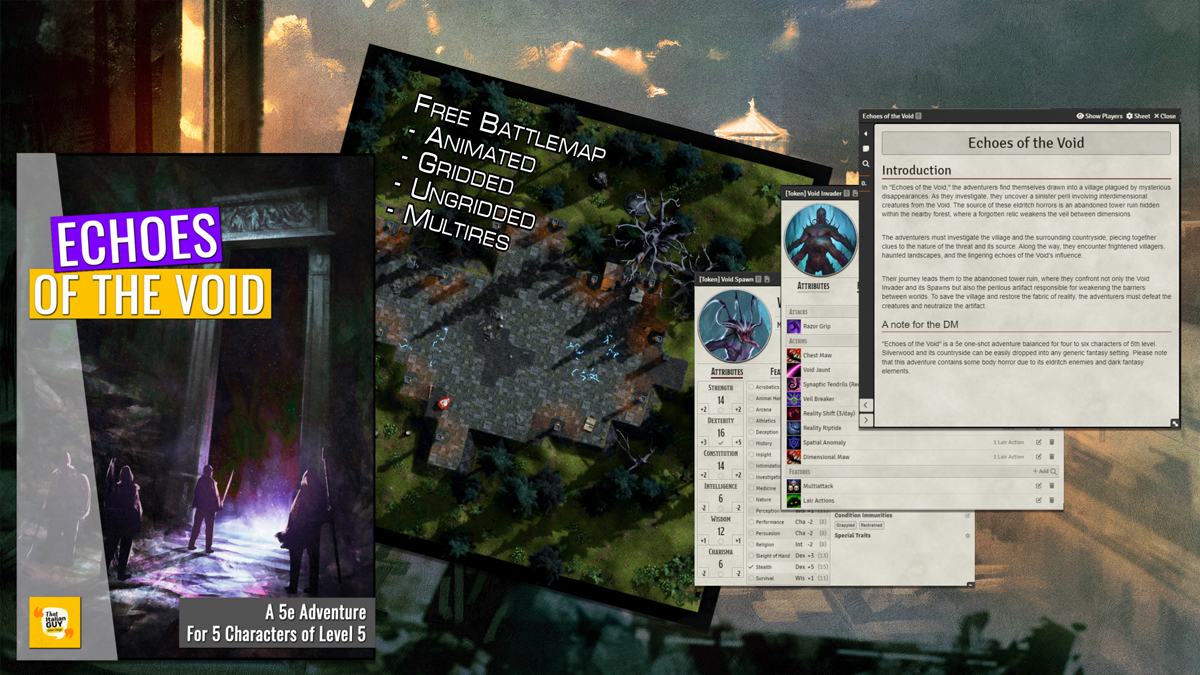 ECHOES
OF THE VOID
That
Italian
GUY
A 5e Adventure
For 5 Characters of Level 5
FREE BATTLEMAP
- ANIMATED
- GRIDDED
- UNGRIDDED
- MULTIRES
[Token] Void Spawn
ATTRIBUTES
STRENGTH
14
+2 +2
DEXTERITY
16
+3 +5
CONSTITUTION
14
+2 +2
INTELLIGENCE
6
-2 -2
WISDOM
12
+1 +1
CHARISMA
6
-2 -2
Acrobatics
Arcana
Athletics
Deception
History
Insight
Medicine
Nature
Performance Cha -2 (8)
Persuasion Cha -2 (8)
Religion Int -2 (8)
Sleight of Hand Dex +3 (13)
Stealth Dex +5 (15)
Survival Wis +1 (11)
Condition Immunities
Grappled Restrained
Special Traits
[Token] Void Invader
ATTRIBUTES
ATTACKS
Razor Grip
ACTIONS
Chest Maw
Void Jaunt
Synaptic Tendrils
Veil Breaker
Reality Shift (3/day)
Reality Riptide
Spatial Anomaly 1 Lair Action
Dimensional Maw 1 Lair Action
FEATURES + Add
Multiattack
Lair Actions
Echoes of the Void Show Players Sheet Close
Echoes of the Void
Introduction
In "Echoes of the Void," the adventurers find themselves drawn into a village plagued by mysterious
disappearances. As they investigate, they uncover a sinister peril involving interdimensional
creatures from the Void. The source of these eldritch horrors is an abandoned tower ruin hidden
within the nearby forest, where a forgotten relic weakens the veil between dimensions.
The adventurers must investigate the village and the surrounding countryside, piecing together
clues to the nature of the threat and its source. Along the way, they encounter frightened villagers,
haunted landscapes, and the lingering echoes of the Void's influence.
Their journey leads them to the abandoned tower ruin, where they confront not only the Void
Invader and its Spawns but also the perilous artifact responsible for weakening the barriers
between worlds. To save the village and restore the fabric of reality, the adventurers must defeat the
creatures and neutralize the artifact.
A note for the DM
"Echoes of the Void" is a 5e one-shot adventure balanced for four to six characters of 5th level.
Silverwood and its countryside can be easily dropped into any generic fantasy setting. Please note
that this adventure contains some body horror due to its eldritch enemies and dark fantasy
elements.